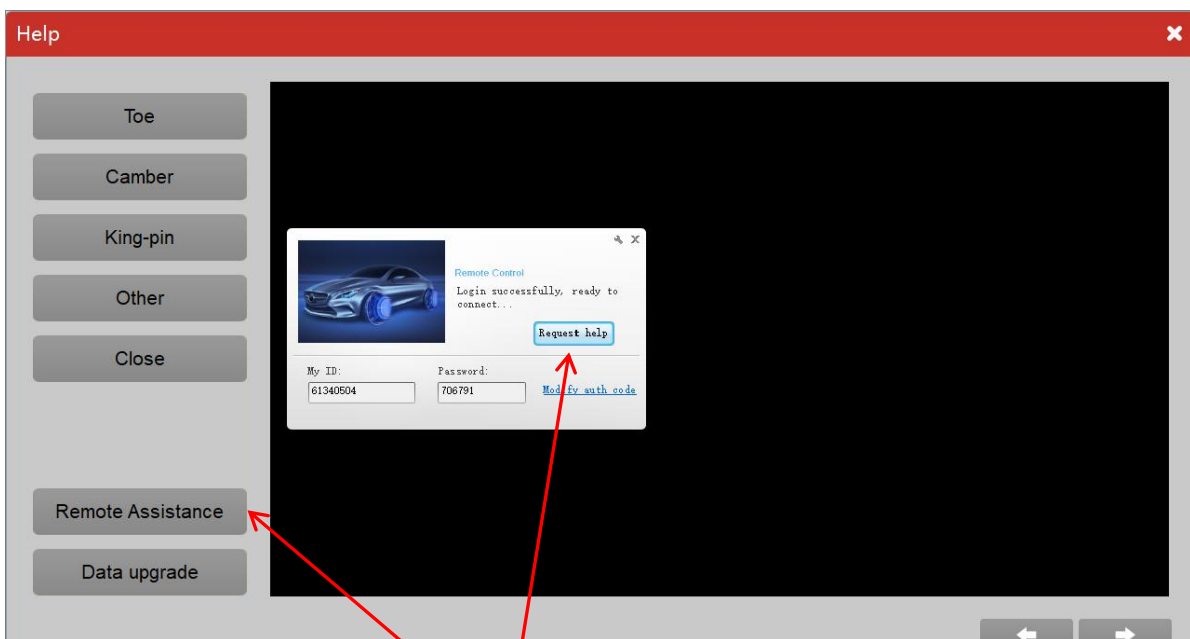 Help
Toe
Camber
King-pin
Other
Close
Remote Assistance
Data upgrade
Remote Control
Login successfully, ready to
connect...
Request help
My ID:
Password:
61340504
706791
Modify auth code